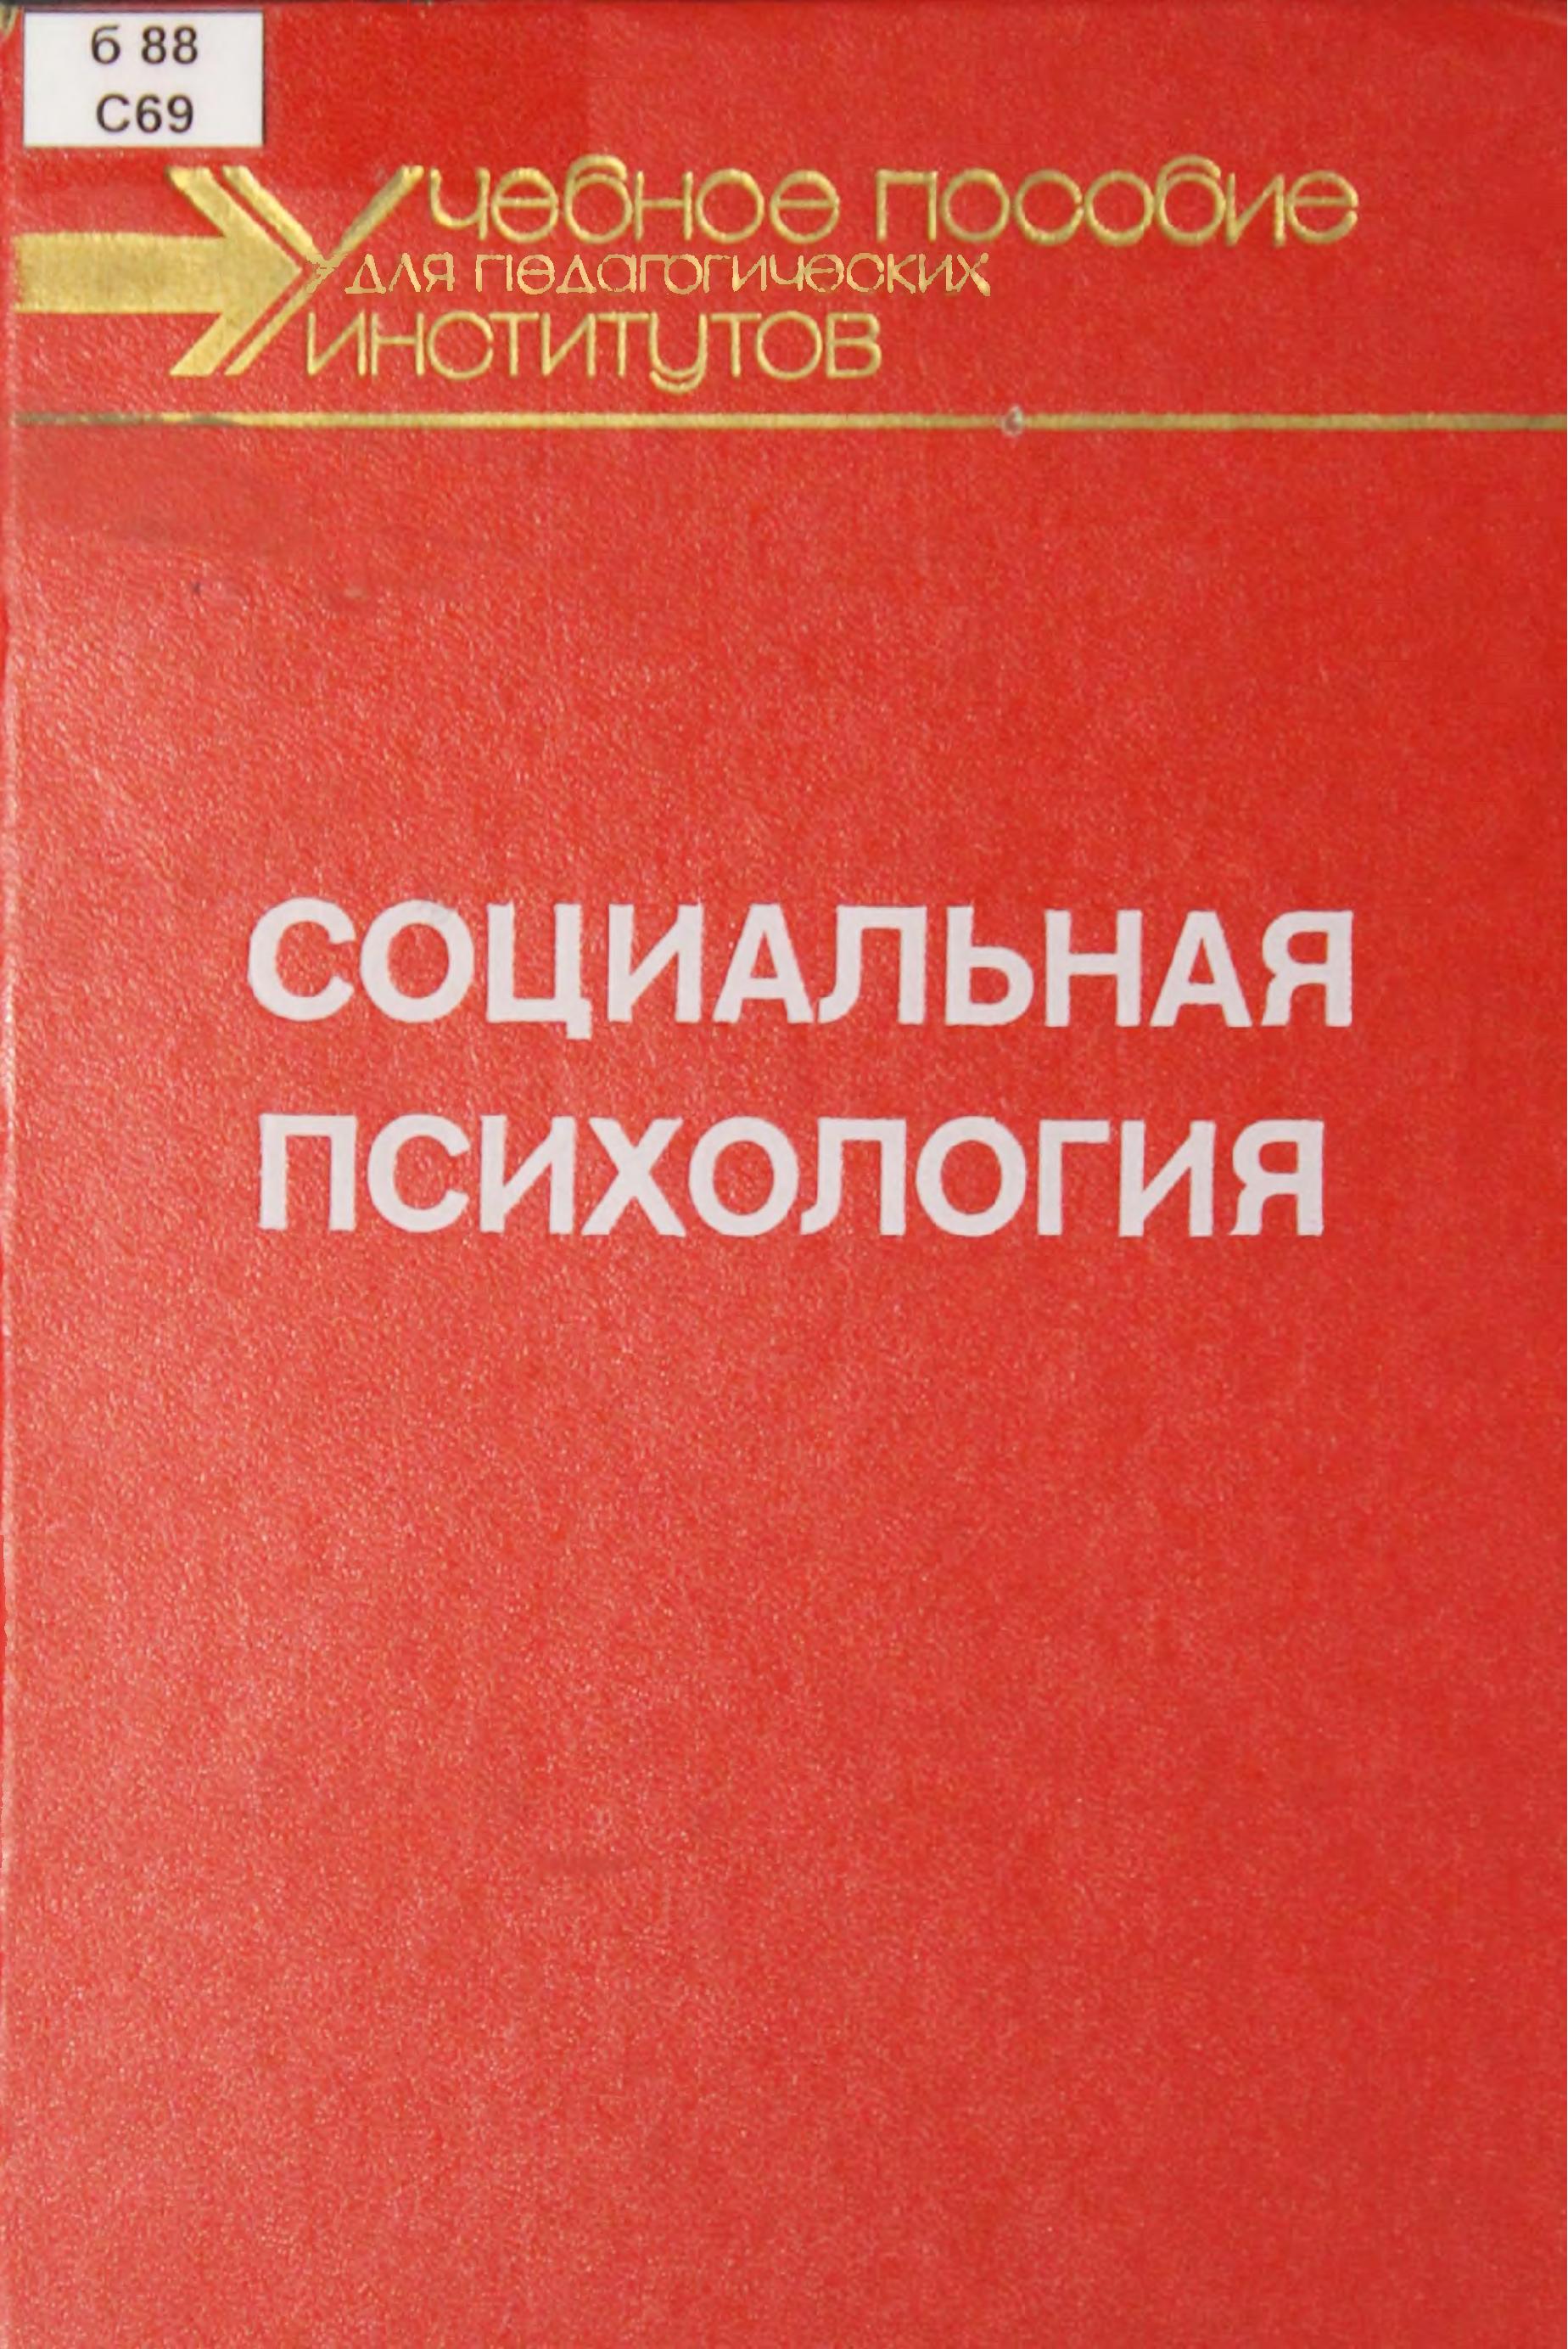 б 88
С69
Учебное пособие
для педагогических
институтов
СОЦИАЛЬНАЯ
ПСИХОЛОГИЯ